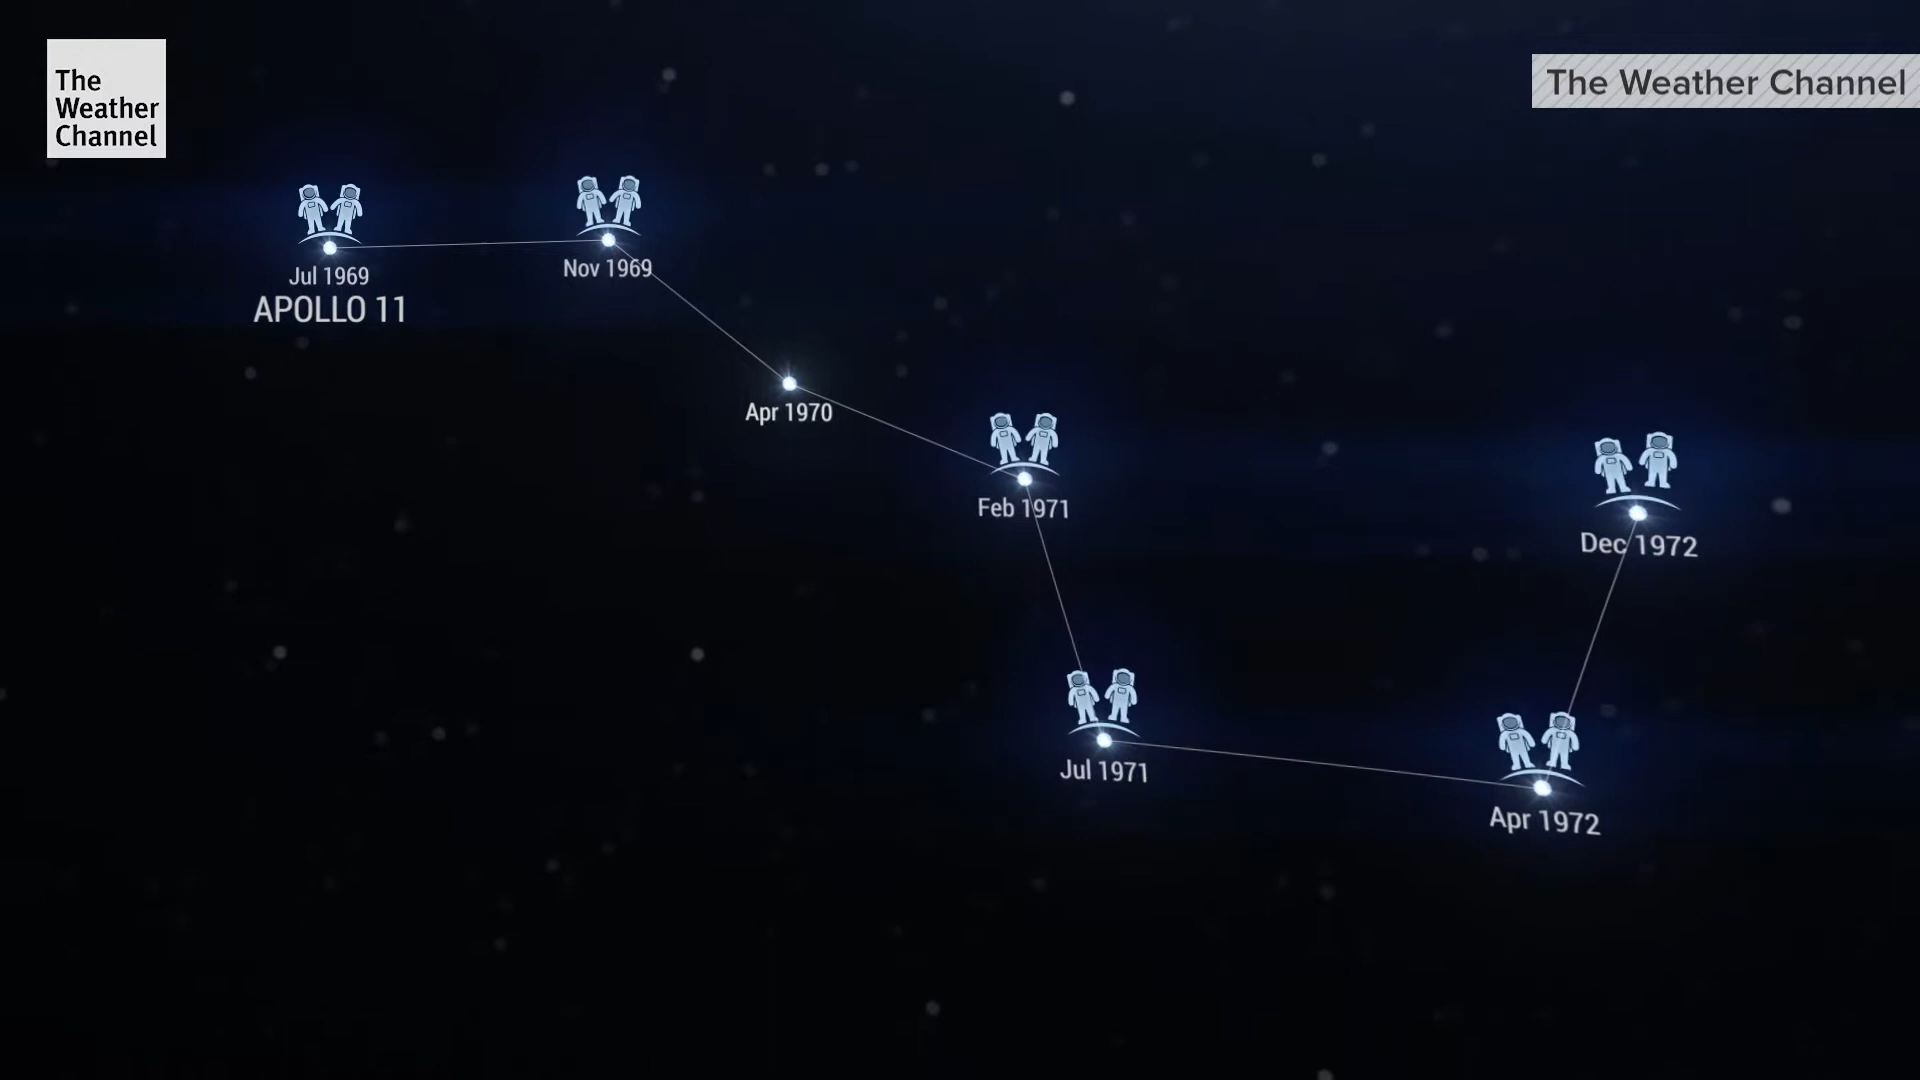 The
Weather
Channel
The Weather Channel
Jul 1969
APOLLO 11
Nov 1969
Apr 1970
Feb 1971
Dec 1972
Jul 1971
Apr 1972